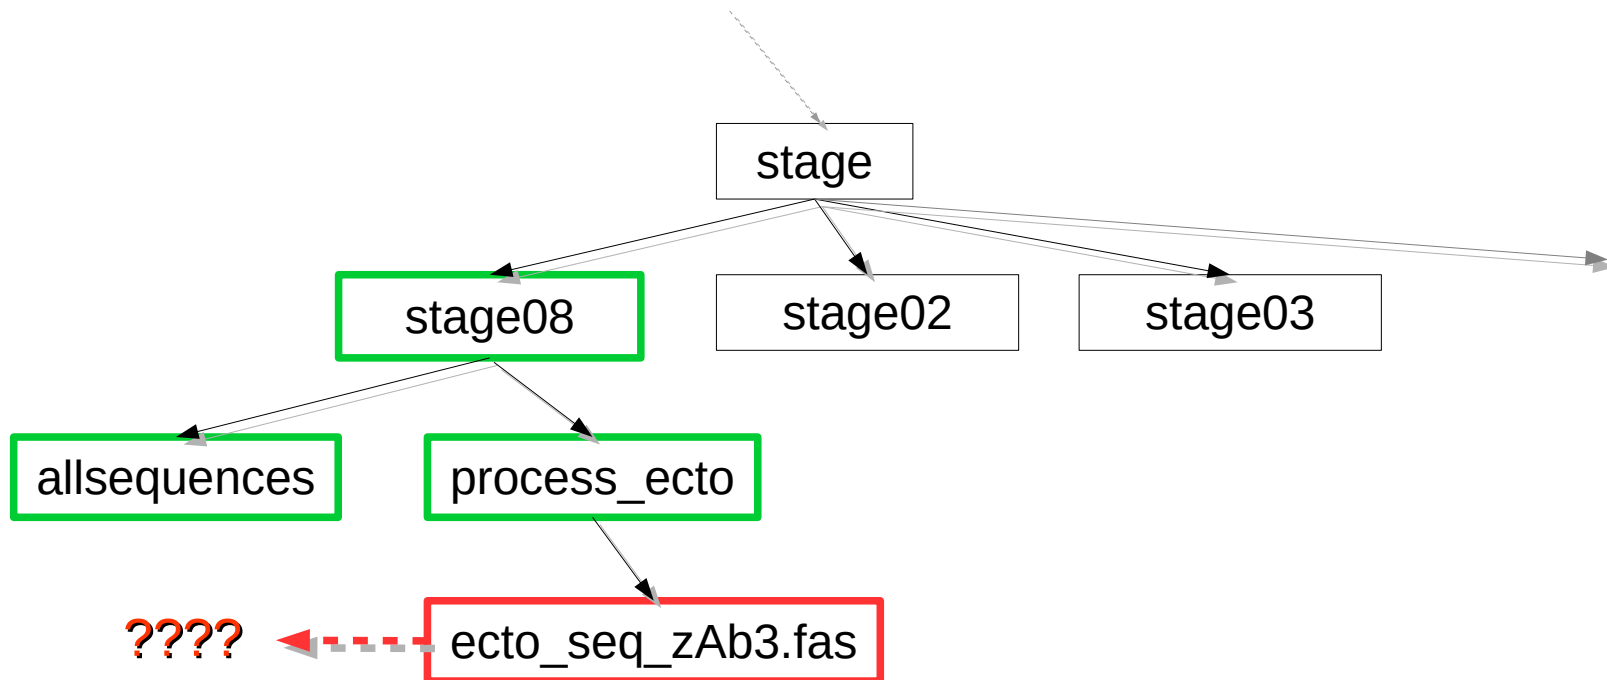 stage
stage08
stage02
stage03
allsequences
process_ecto
????
ecto_seq_zAb3.fas